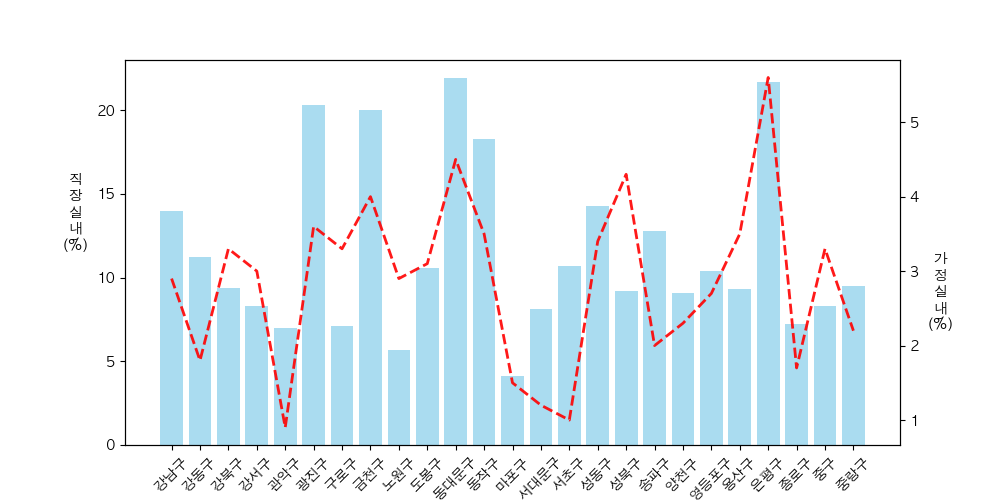 20
15
10
5
0
직
장
실
내
(%)
5
4
3
2
1
가
정
실
내
(%)
강남구
강동구
강북구
강서구
관악구
광진구
구로구
금천구
노원구
도봉구
동대문구
동작구
마포구
서대문구
서초구
성동구
성북구
송파구
양천구
영등포구
용산구
은평구
종로구
중구
중랑구